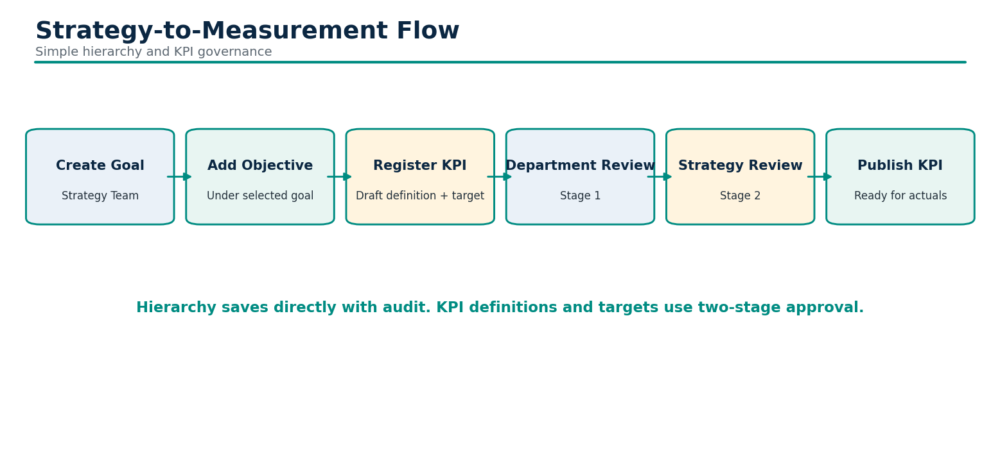 Strategy-to-Measurement Flow
Simple hierarchy and KPI governance
Create Goal
Strategy Team
Add Objective
Under selected goal
Register KPI
Draft definition + target
Department Review
Stage 1
Strategy Review
Stage 2
Publish KPI
Ready for actuals
Hierarchy saves directly with audit. KPI definitions and targets use two-stage approval.